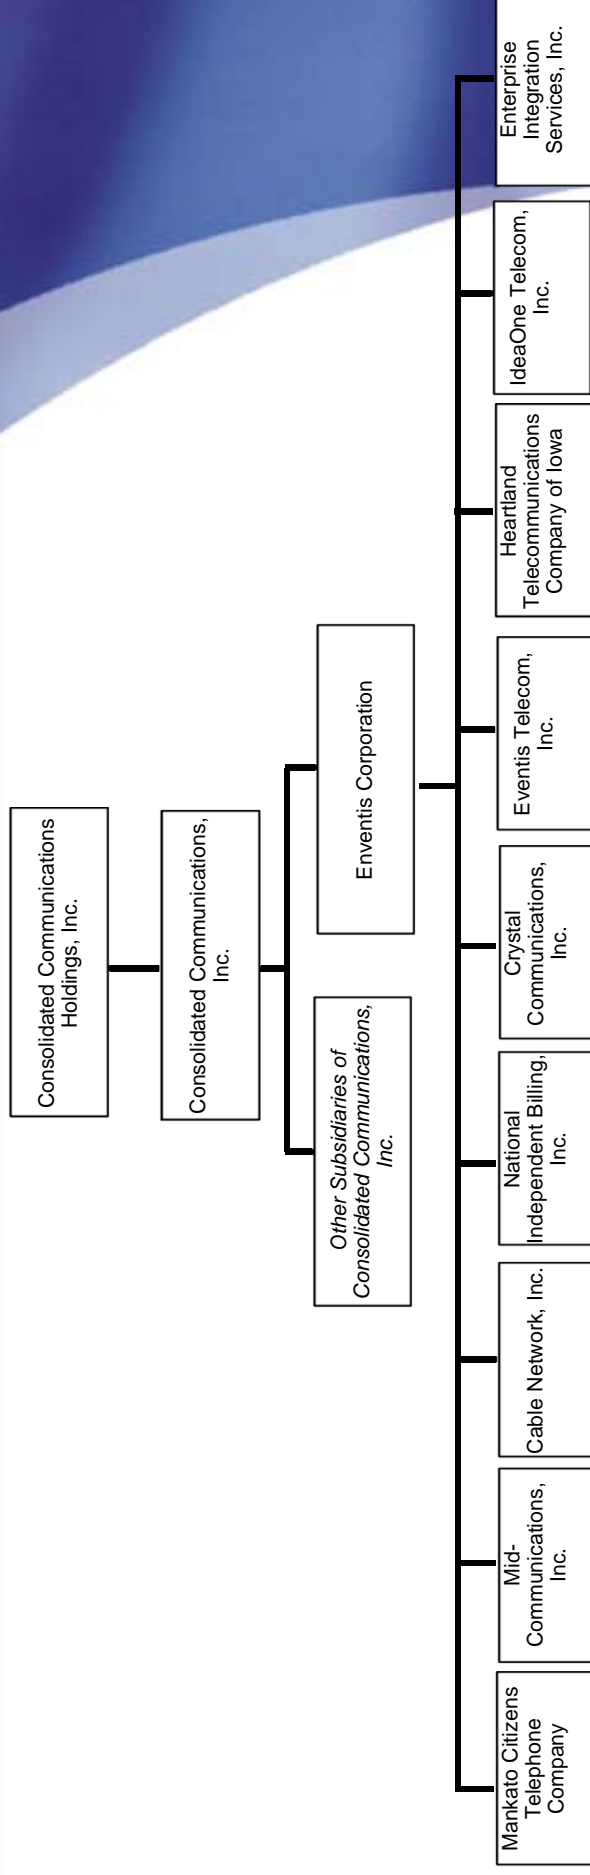 Consolidated Communications
Holdings, Inc.
Consolidated Communications,
Inc.
Other Subsidiaries of
Consolidated Communications,
Inc.
Enventis Corporation
Mankato Citizens
Telephone
Company
Mid-
Communications,
Inc.
Cable Network, Inc.
National
Independent Billing,
Inc.
Crystal
Communications,
Inc.
Eventis Telecom,
Inc.
Heartland
Telecommunications
Company of Iowa
IdeaOne Telecom,
Inc.
Enterprise
Integration
Services, Inc.